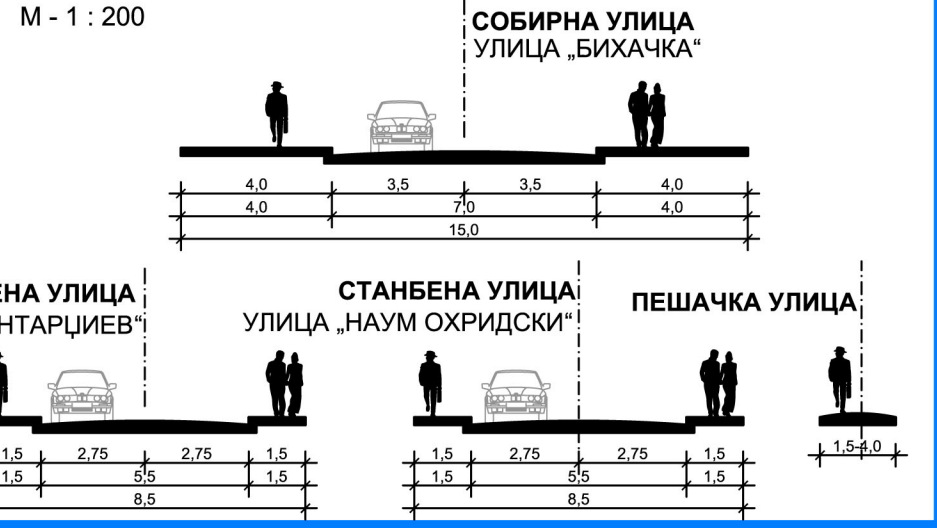 М - 1 : 200
СОБИРНА УЛИЦА
УЛИЦА „БИХАЧКА“
4,0 3,5 3,5 4,0
4,0 7,0 4,0
15,0
ЕНА УЛИЦА
НТАРЏИЕВ“
1,5 2,75 2,75 1,5
1,5 5,5 1,5
8,5
СТАНБЕНА УЛИЦА
УЛИЦА „НАУМ ОХРИДСКИ“
1,5 2,75 2,75 1,5
1,5 5,5 1,5
8,5
ПЕШАЧКА УЛИЦА
1,5-4,0